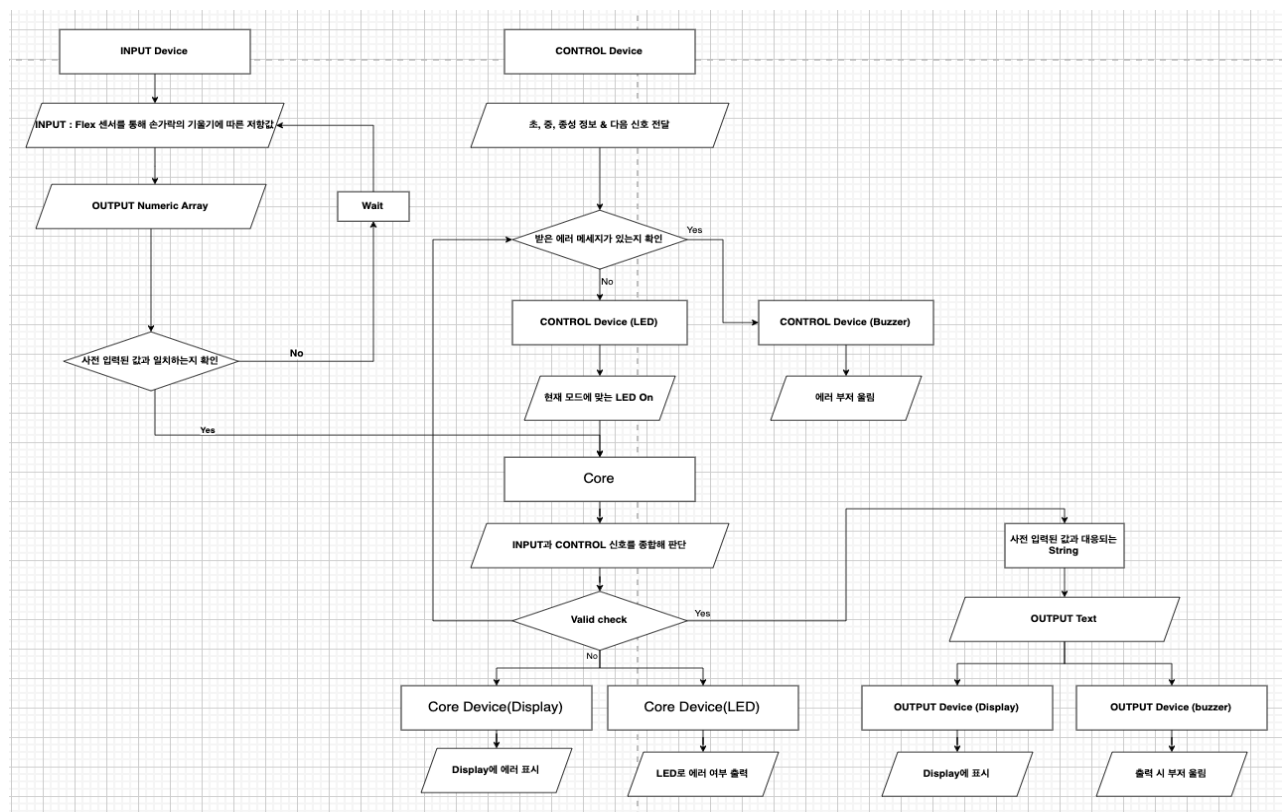 INPUT Device
CONTROL Device
INPUT : Flex 센서를 통해 손가락의 기울기에 따른 저항값
초, 중, 종성 정보 & 다음 신호 전달
OUTPUT Numeric Array
Wait
받은 에러 메세지가 있는지 확인
Yes
No
CONTROL Device (LED)
CONTROL Device (Buzzer)
사전 입력된 값과 일치하는지 확인
No
현재 모드에 맞는 LED On
에러 부저 울림
Yes
Core
INPUT과 CONTROL 신호를 종합해 판단
사전 입력된 값과 대응되는
String
Valid check
Yes
OUTPUT Text
No
Core Device(Display)
Core Device(LED)
OUTPUT Device (Display)
OUTPUT Device (buzzer)
Display에 에러 표시
LED로 에러 여부 출력
Display에 표시
출력 시 부저 울림